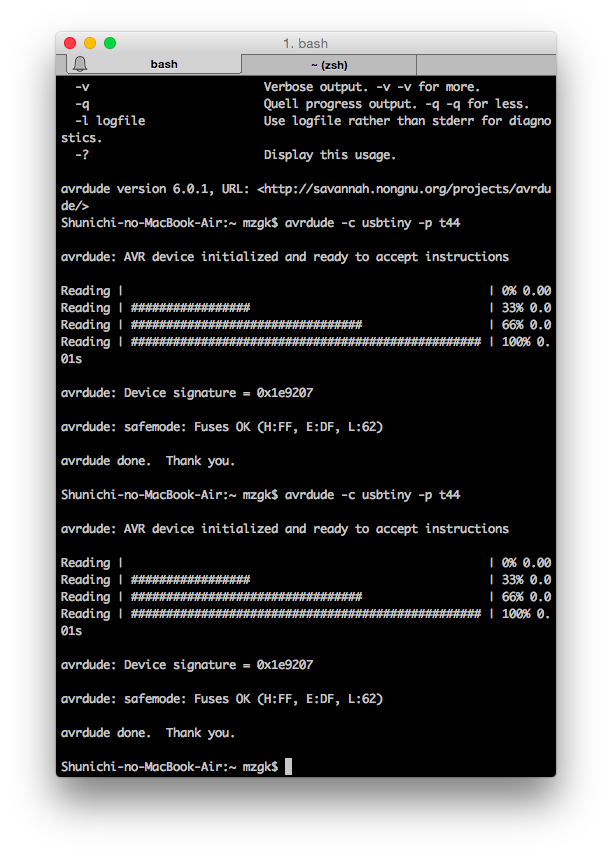 1. bash
bash
~ (zsh)
-v Verbose output. -v -v for more.
-q Quell progress output. -q -q for less.
-l logfile Use logfile rather than stderr for diagno
stics.
-? Display this usage.
avrdude version 6.0.1, URL: <http://savannah.nongnu.org/projects/avrdu
de/>
Shunichi-no-MacBook-Air:~ mzgk$ avrdude -c usbtiny -p t44
avrdude: AVR device initialized and ready to accept instructions
Reading | | 0% 0.00
Reading | ################# | 33% 0.0
Reading | ################################# | 66% 0.0
Reading | ################################################## | 100% 0.
01s
avrdude: Device signature = 0x1e9207
avrdude: safemode: Fuses OK (H:FF, E:DF, L:62)
avrdude done.  Thank you.
Shunichi-no-MacBook-Air:~ mzgk$ avrdude -c usbtiny -p t44
avrdude: AVR device initialized and ready to accept instructions
Reading | | 0% 0.00
Reading | ################# | 33% 0.0
Reading | ################################# | 66% 0.0
Reading | ################################################## | 100% 0.
01s
avrdude: Device signature = 0x1e9207
avrdude: safemode: Fuses OK (H:FF, E:DF, L:62)
avrdude done.  Thank you.
Shunichi-no-MacBook-Air:~ mzgk$